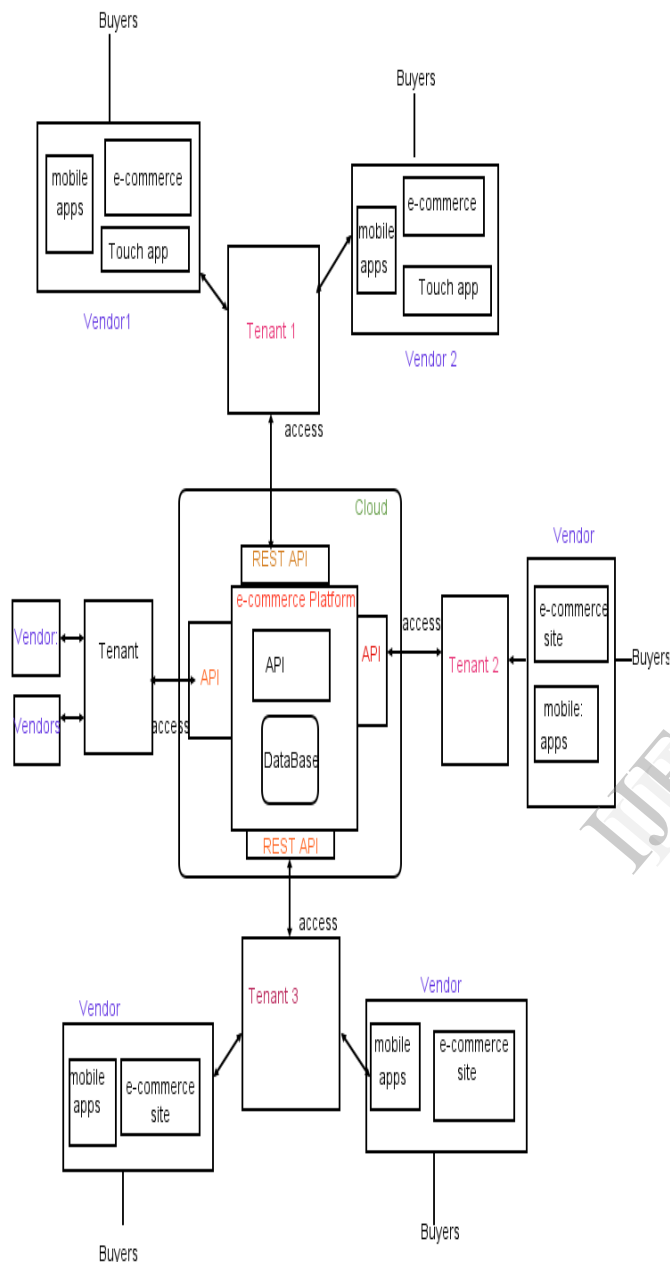 Buyers
Buyers
mobile
apps
e-commerce
Touch app
Vendor1
mobile
apps
e-commerce
Touch app
Vendor 2
Tenant 1
access
Cloud
REST API
e-commerce Platform
API
DataBase
API
API
REST API
Vendor:
Vendors
Tenant
access
access
Tenant 2
Vendor
e-commerce
site
mobile:
apps
Buyers
access
Tenant 3
Vendor
mobile
apps
e-commerce
site
Buyers
Vendor
mobile
apps
e-commerce
site
Buyers